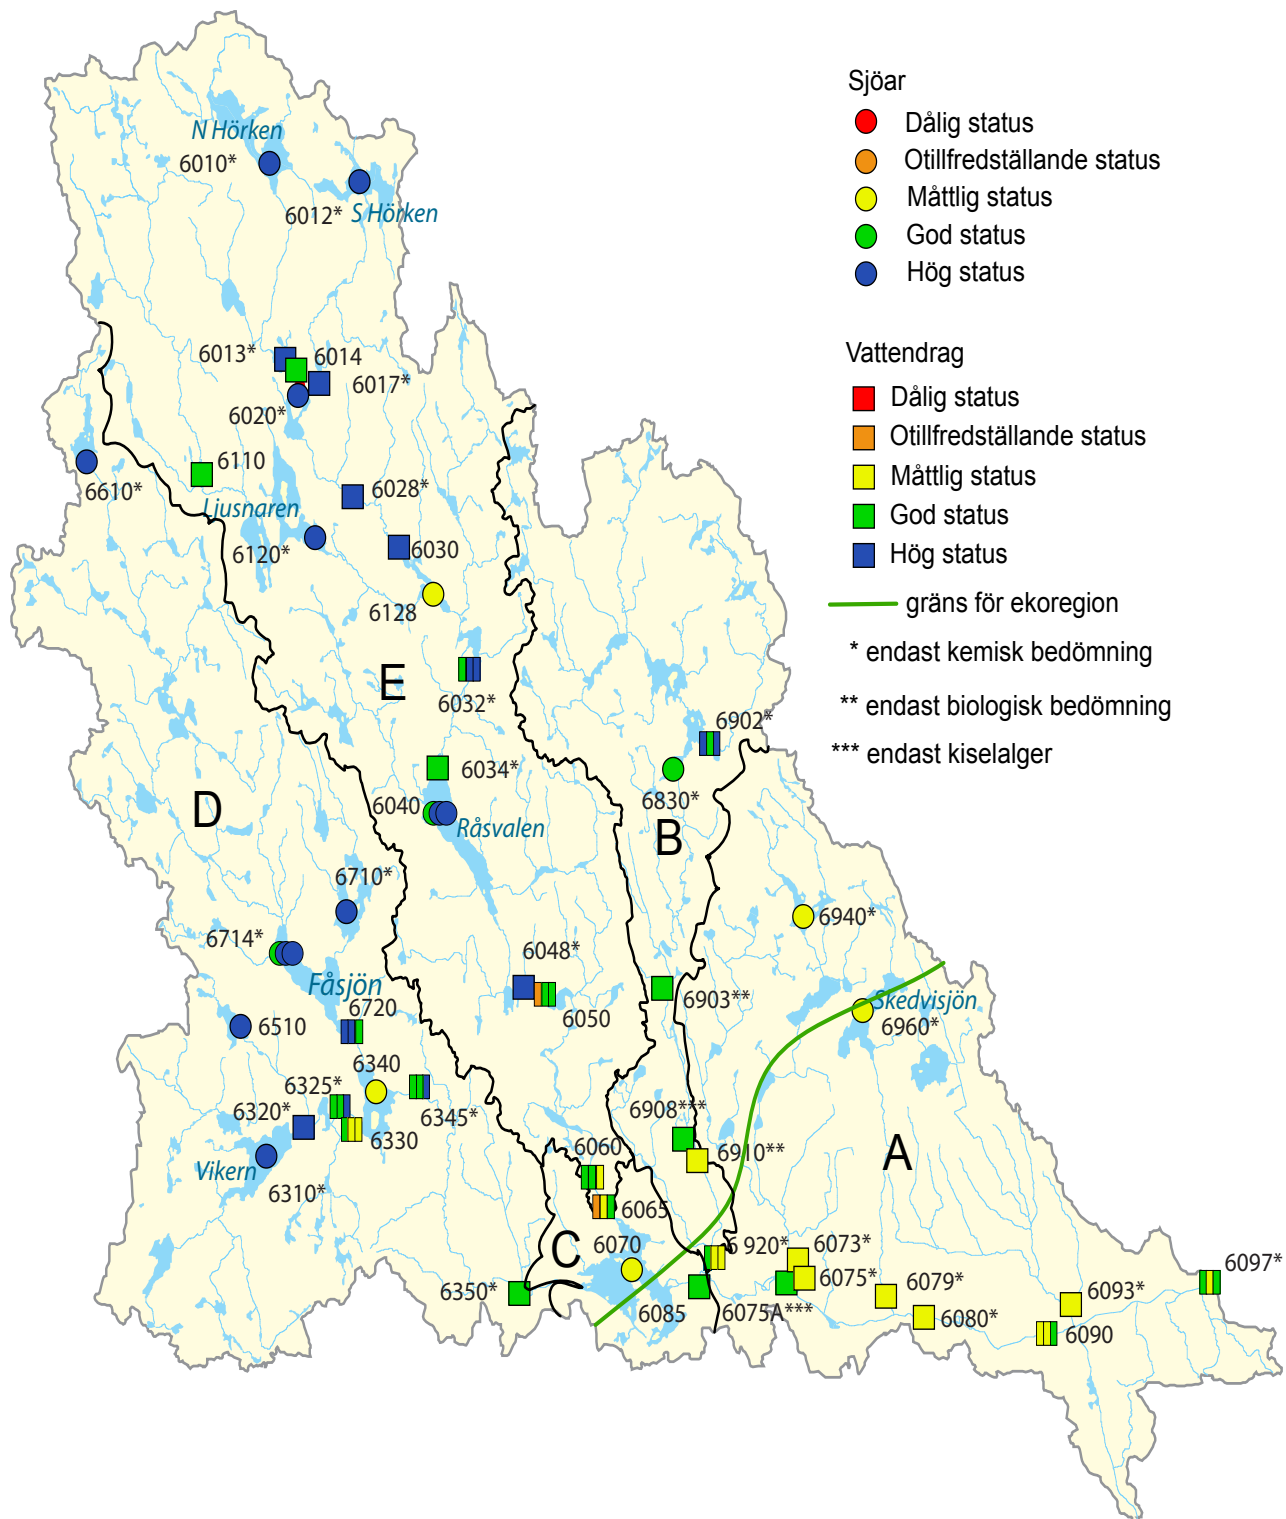 Sjöar
Dålig status
Otillfredställande status
Måttlig status
God status
Hög status
Vattendrag
Dålig status
Otillfredställande status
Måttlig status
God status
Hög status
gräns för ekoregion
* endast kemisk bedömning
** endast biologisk bedömning
*** endast kiselalger
N Hörken
6010*
6012*
S Hörken
6013*
6014
6017*
6020*
6110
6610*
6028*
Ljusnaren
6120*
6030
6128
E
6032*
6902*
6034*
6830*
D
6040
Råsvalen
B
6710*
6940*
6714*
6048*
Fåsjön
6903**
Skedvisjön
6720
6050
6510
6960*
6340
6325*
6345*
6320*
6330
6908***
6910**
6060
A
Vikern
6310*
6065
C
6070
6 920*
6073*
6075*
6097*
6350*
6085
6075A***
6079*
6080*
6093*
6090